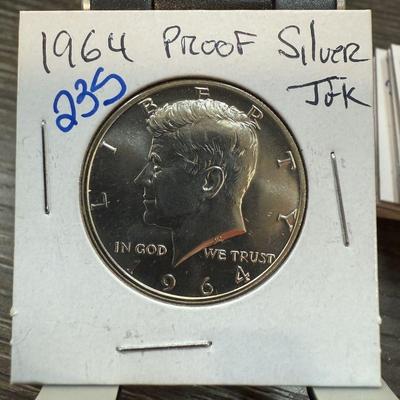 1964 PROOF SILVER
235 JFK
LIBERTY
IN GOD WE TRUST
1964